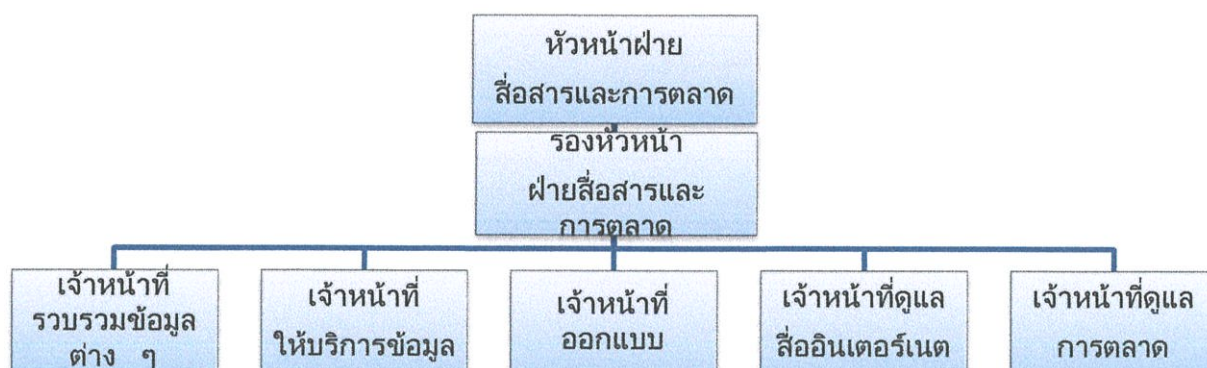 หัวหน้าฝ่าย
สื่อสารและการตลาด
รองหัวหน้า
ฝ่ายสื่อสารและ
การตลาด
เจ้าหน้าที่
รวบรวมข้อมูล
ต่าง ๆ
เจ้าหน้าที่
ให้บริการข้อมูล
เจ้าหน้าที่
ออกแบบ
เจ้าหน้าที่ดูแล
สื่ออินเตอร์เนต
เจ้าหน้าที่ดูแล
การตลาด